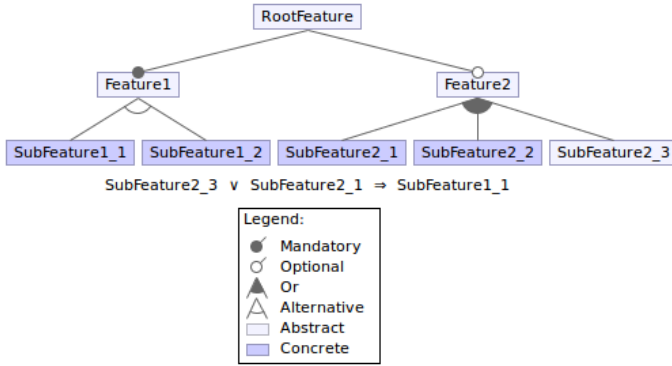 RootFeature
Feature1 Feature2
SubFeature1_1 SubFeature1_2 SubFeature2_1 SubFeature2_2 SubFeature2_3
SubFeature2_3 ∨ SubFeature2_1 ⇒ SubFeature1_1
Legend:
Mandatory
Optional
Or
Alternative
Abstract
Concrete